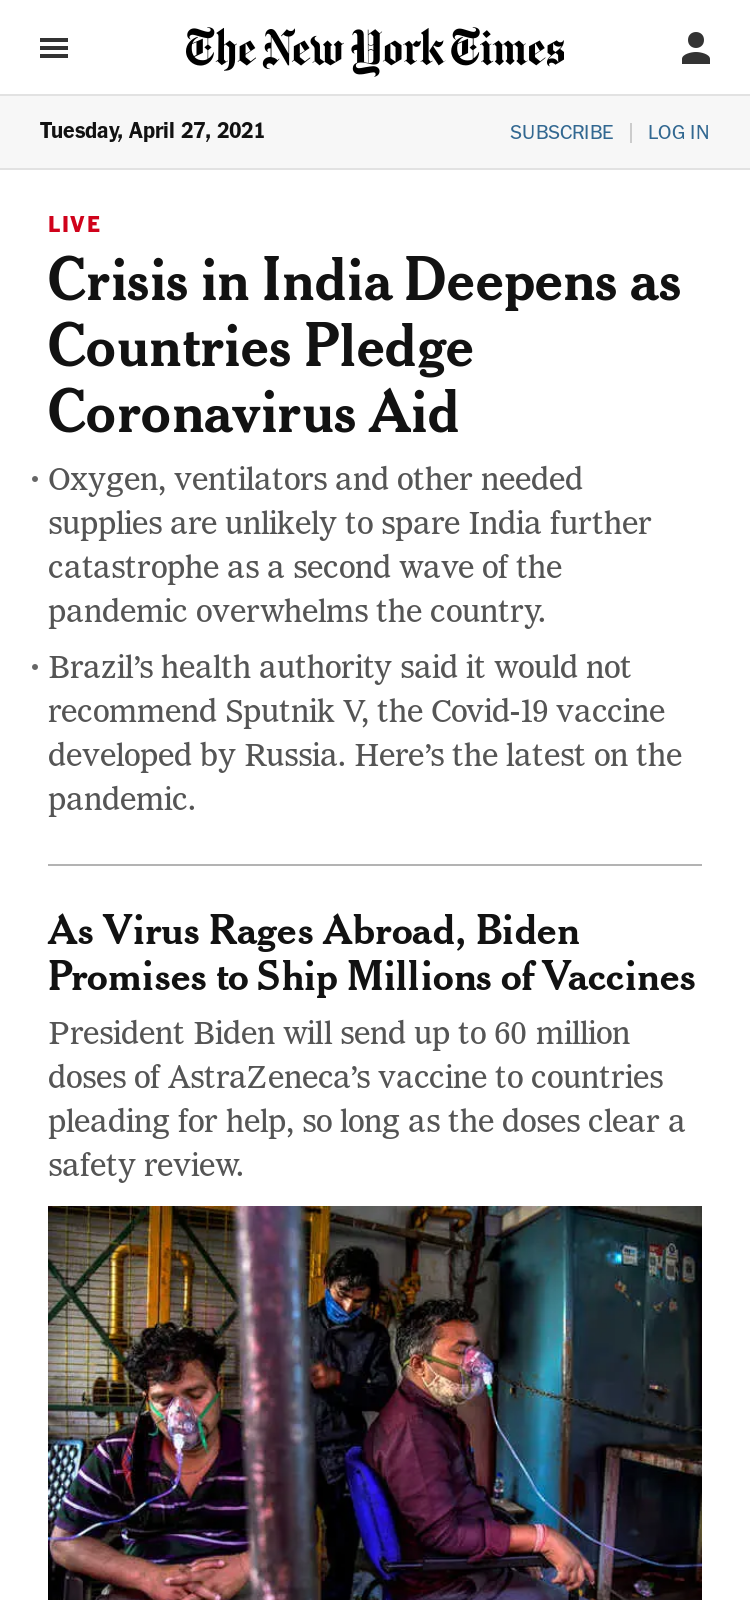 The New York Times
Tuesday, April 27, 2021
SUBSCRIBE | LOG IN
LIVE
Crisis in India Deepens as
Countries Pledge
Coronavirus Aid
• Oxygen, ventilators and other needed
supplies are unlikely to spare India further
catastrophe as a second wave of the
pandemic overwhelms the country.
• Brazil’s health authority said it would not
recommend Sputnik V, the Covid-19 vaccine
developed by Russia. Here’s the latest on the
pandemic.
As Virus Rages Abroad, Biden
Promises to Ship Millions of Vaccines
President Biden will send up to 60 million
doses of AstraZeneca’s vaccine to countries
pleading for help, so long as the doses clear a
safety review.